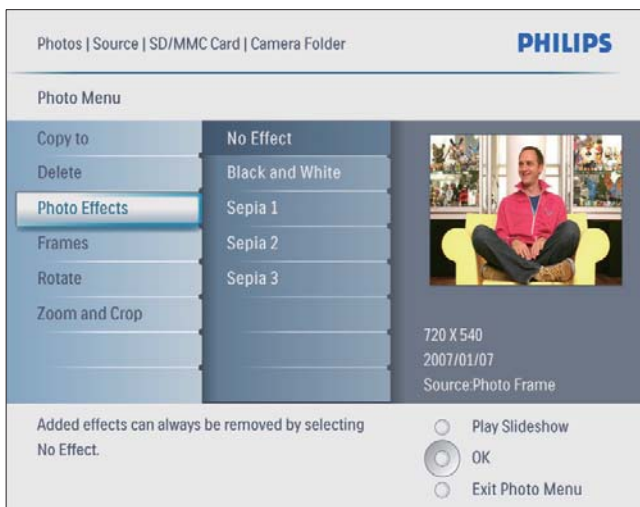 Photos | Source | SD/MMC Card | Camera Folder
PHILIPS
Photo Menu
Copy to
Delete
Photo Effects
Frames
Rotate
Zoom and Crop
No Effect
Black and White
Sepia 1
Sepia 2
Sepia 3
720 X 540
2007/01/07
Source:Photo Frame
Added effects can always be removed by selecting
No Effect.
Play Slideshow
OK
Exit Photo Menu